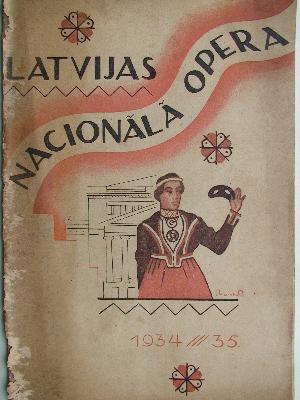 LATVIJAS
NACIONĀLĀ OPERA
1934///35.